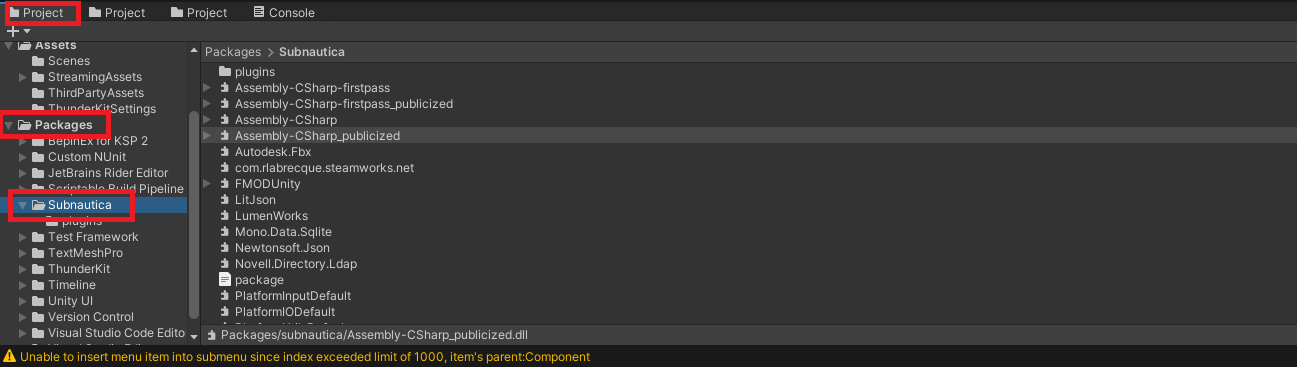 Project
Project
Project
Console
Assets
Scenes
StreamingAssets
ThirdPartyAssets
ThunderKitSettings
Packages
BepInEx for KSP 2
Custom NUnit
JetBrains Rider Editor
Scriptable Build Pipeline
Subnautica
plugins
Test Framework
TextMeshPro
ThunderKit
Timeline
Unity UI
Version Control
Visual Studio Code Edito
Packages > Subnautica
plugins
Assembly-CSharp-firstpass
Assembly-CSharp-firstpass_publicized
Assembly-CSharp
Assembly-CSharp_publicized
Autodesk.Fbx
com.rlabrecque.steamworks.net
FMODUnity
LitJson
LumenWorks
Mono.Data.Sqlite
Newtonsoft.Json
Novell.Directory.Ldap
package
PlatformInputDefault
PlatformIODefault
Packages/subnautica/Assembly-CSharp_publicized.dll
Unable to insert menu item into submenu since index exceeded limit of 1000, item's parent:Component